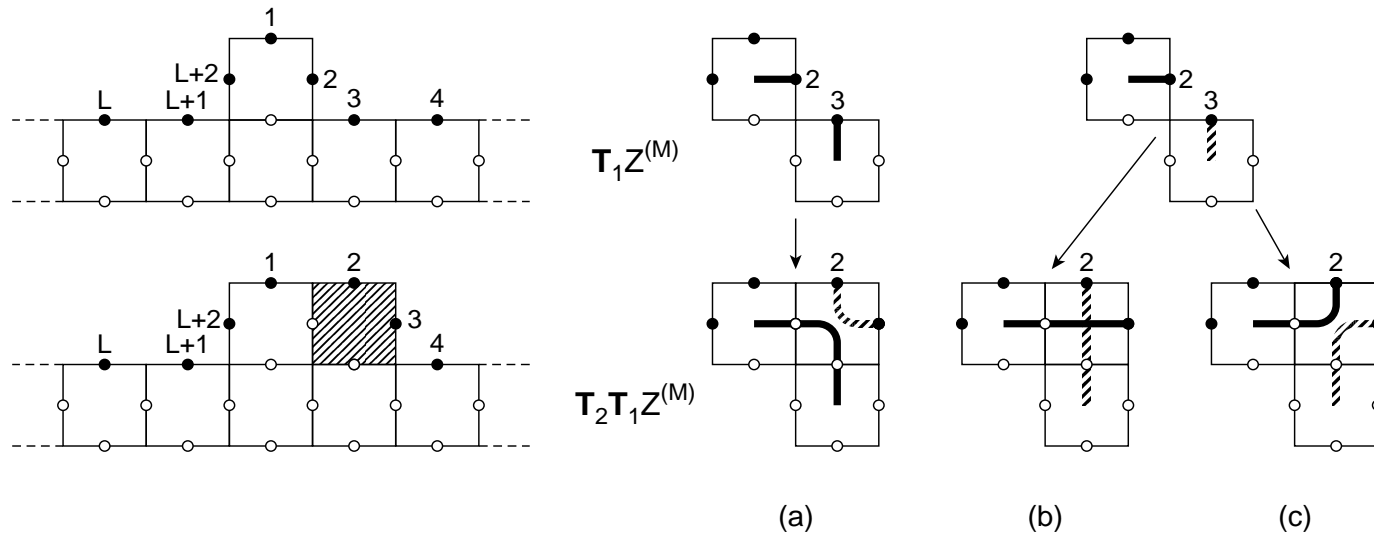 1
L+2 2 2
L L+1 3 4 3 3
T₁Z⁽ᴹ⁾
1 2 2 2 2
L+2 3
L L+1 4
T₂T₁Z⁽ᴹ⁾
(a) (b) (c)